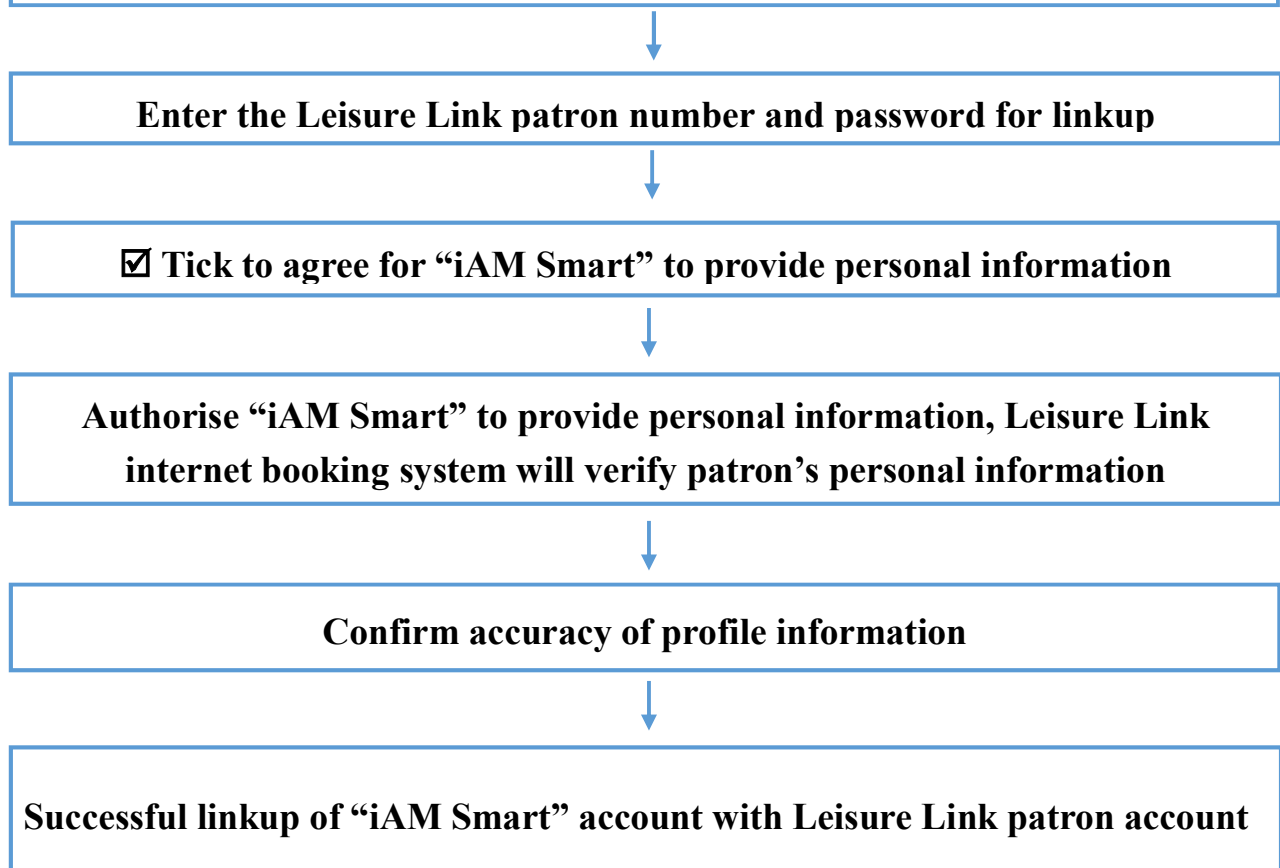 Enter the Leisure Link patron number and password for linkup
☑ Tick to agree for “iAM Smart” to provide personal information
Authorise “iAM Smart” to provide personal information, Leisure Link
internet booking system will verify patron’s personal information
Confirm accuracy of profile information
Successful linkup of “iAM Smart” account with Leisure Link patron account